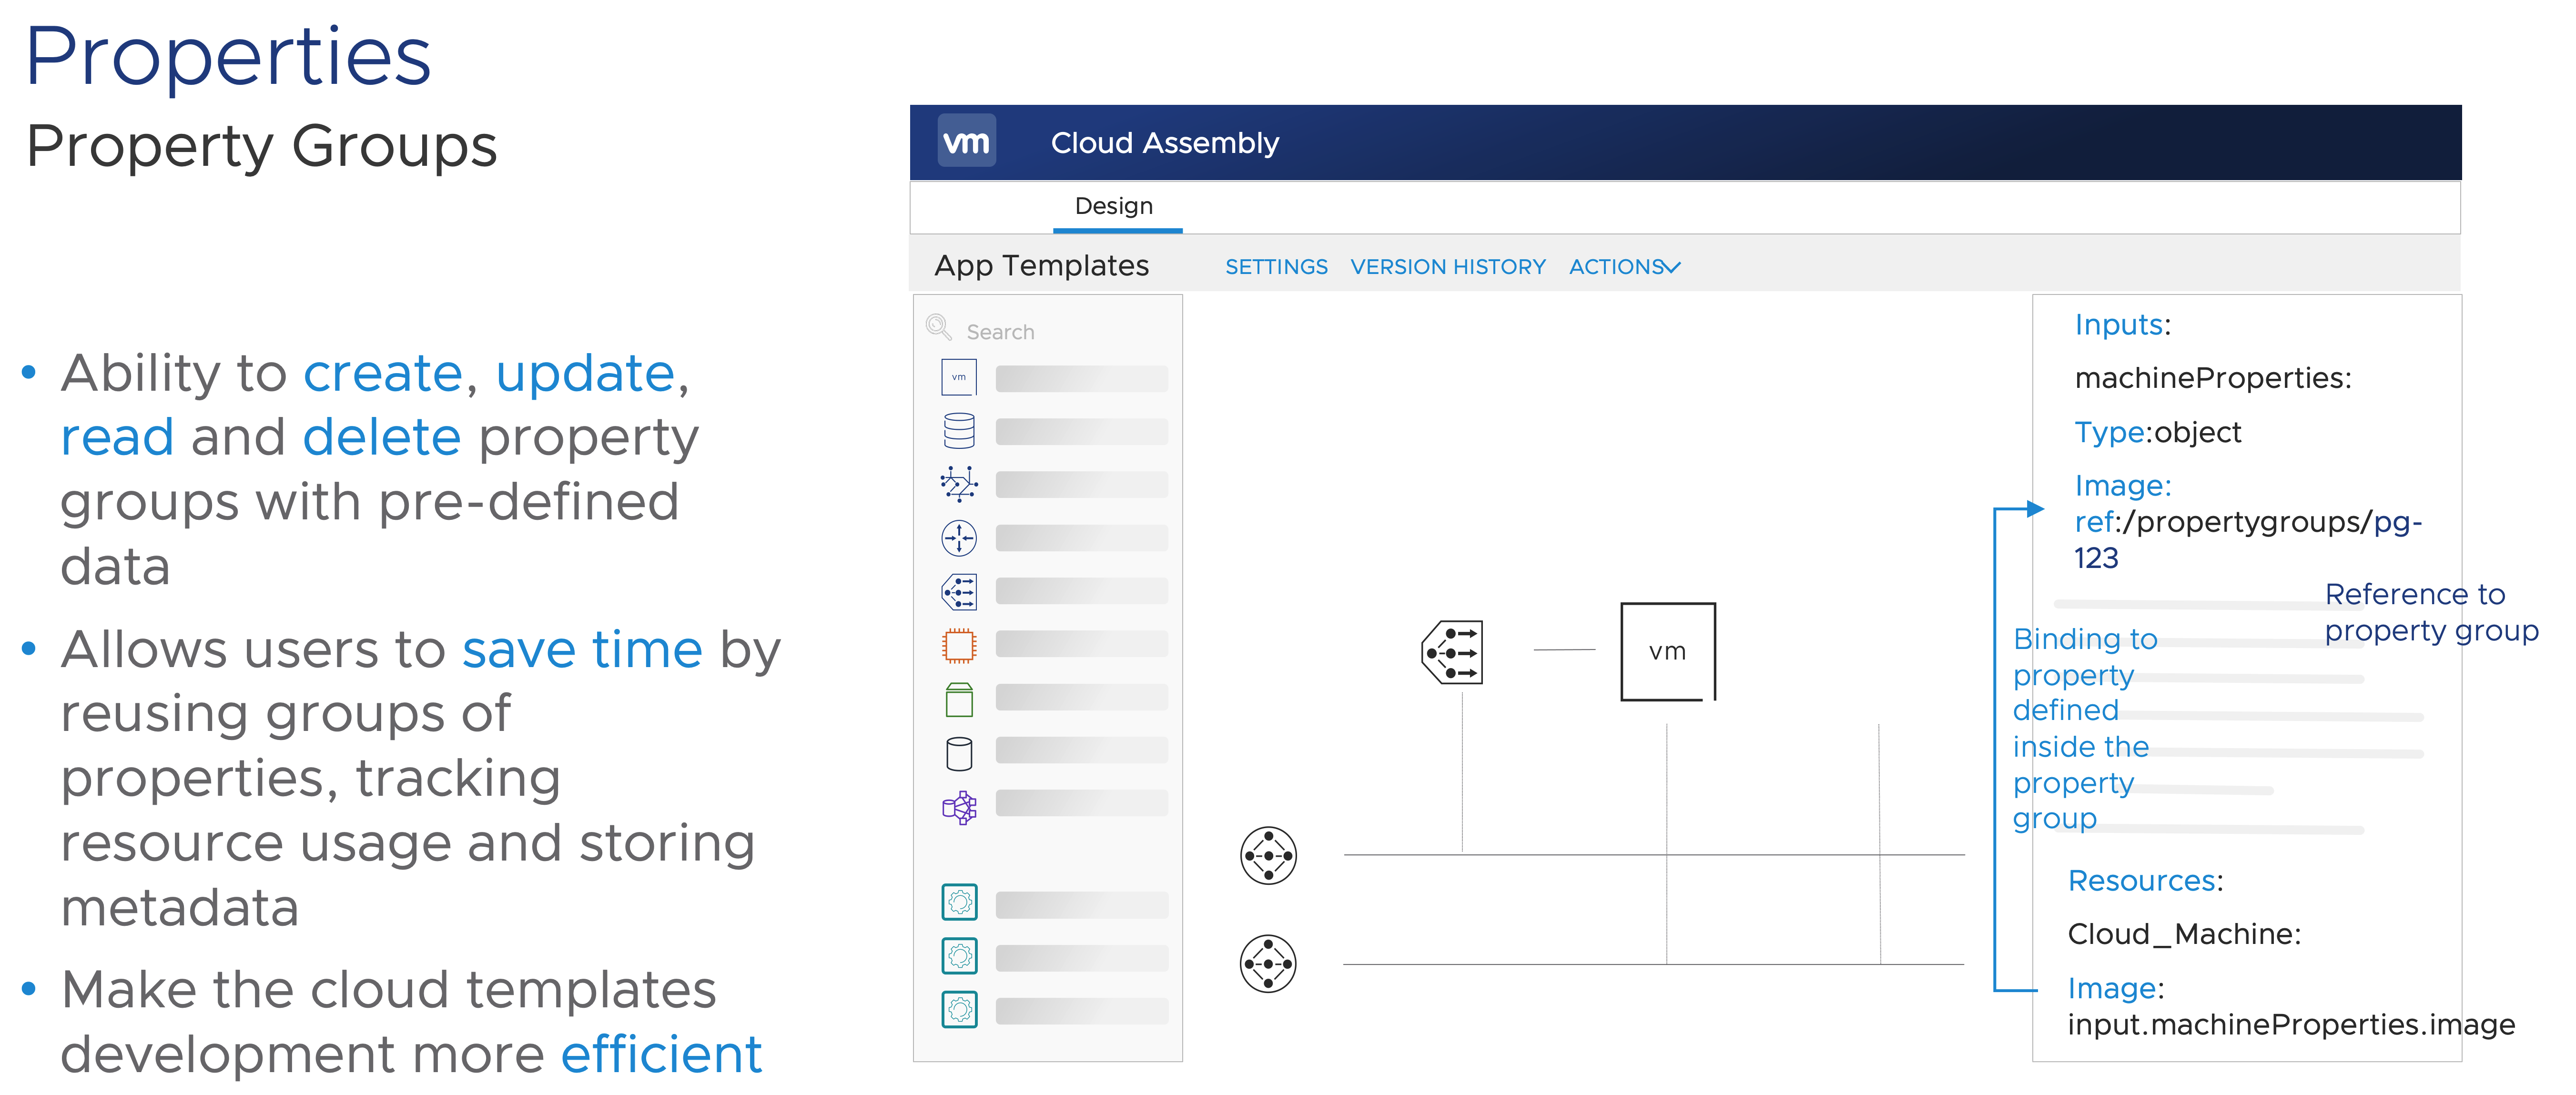 Properties
Property Groups
• Ability to create, update,
read and delete property
groups with pre-defined
data
• Allows users to save time by
reusing groups of
properties, tracking
resource usage and storing
metadata
• Make the cloud templates
development more efficient
vm Cloud Assembly
Design
App Templates SETTINGS VERSION HISTORY ACTIONS
Search
vm
vm
Inputs:
machineProperties:
Type:object
Image:
ref:/propertygroups/pg-
123
Reference to
property group
Binding to
property
defined
inside the
property
group
Resources:
Cloud_Machine:
Image:
input.machineProperties.image